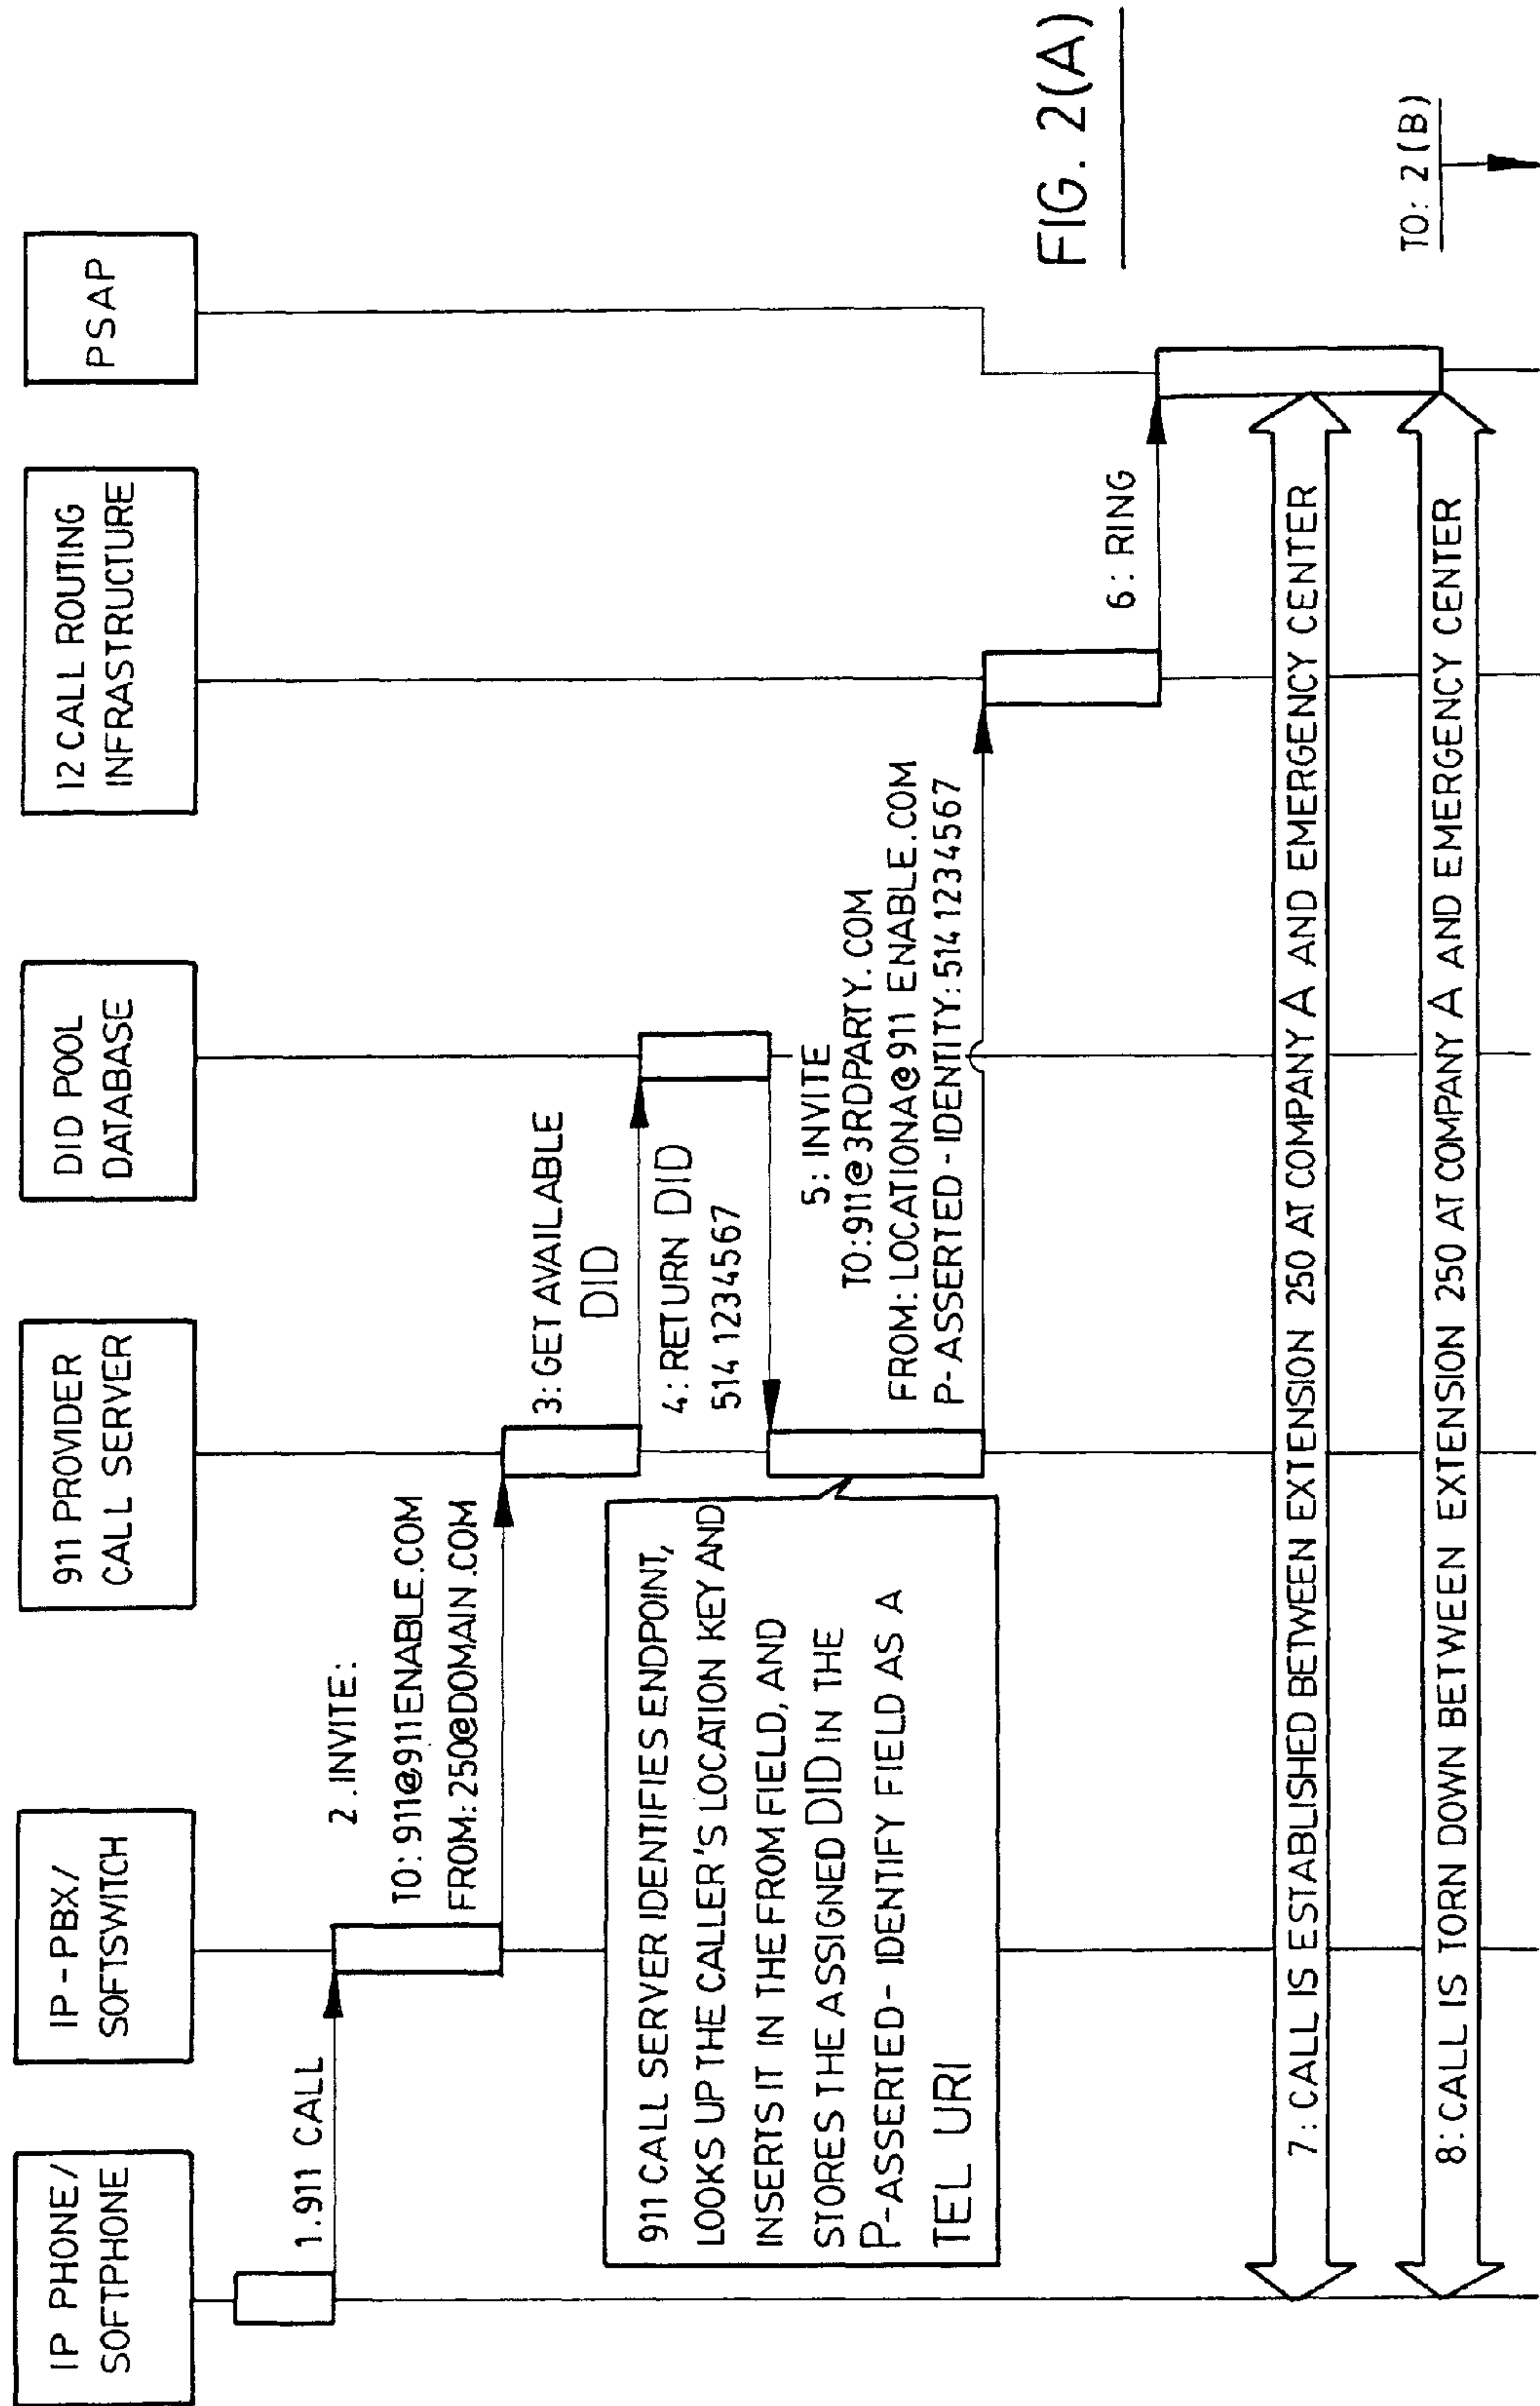 IP PHONE/
SOFTPHONE
IP-PBX/
SOFTSWITCH
911 PROVIDER
CALL SERVER
DID POOL
DATABASE
12 CALL ROUTING
INFRASTRUCTURE
PSAP
1.911 CALL
2.INVITE:
TO: 911@911ENABLE.COM
FROM: 250@DOMAIN.COM
3: GET AVAILABLE
DID
4: RETURN DID
514 1234567
911 CALL SERVER IDENTIFIES ENDPOINT,
LOOKS UP THE CALLER'S LOCATION KEY AND
INSERTS IT IN THE FROM FIELD, AND
STORES THE ASSIGNED DID IN THE
P-ASSERTED- IDENTIFY FIELD AS A
TEL URI
5: INVITE
TO:911@3RDPARTY.COM
FROM: LOCATIONA@911 ENABLE.COM
P-ASSERTED-IDENTITY:514 1234567
6: RING
7: CALL IS ESTABLISHED BETWEEN EXTENSION 250 AT COMPANY A AND EMERGENCY CENTER
8: CALL IS TORN DOWN BETWEEN EXTENSION 250 AT COMPANY A AND EMERGENCY CENTER
FIG. 2(A)
TO: 2(B)